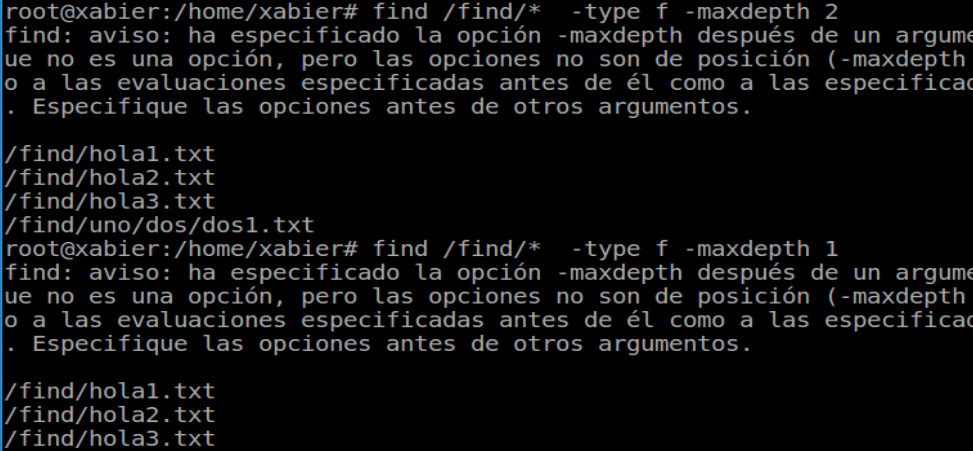 root@xabier:/home/xabier# find /find/*  -type f -maxdepth 2
find: aviso: ha especificado la opción -maxdepth después de un argume
ue no es una opción, pero las opciones no son de posición (-maxdepth
o a las evaluaciones especificadas antes de él como a las especificad
. Especifique las opciones antes de otros argumentos.
/find/hola1.txt
/find/hola2.txt
/find/hola3.txt
/find/uno/dos/dos1.txt
root@xabier:/home/xabier# find /find/*  -type f -maxdepth 1
find: aviso: ha especificado la opción -maxdepth después de un argume
ue no es una opción, pero las opciones no son de posición (-maxdepth
o a las evaluaciones especificadas antes de él como a las especificad
. Especifique las opciones antes de otros argumentos.
/find/hola1.txt
/find/hola2.txt
/find/hola3.txt